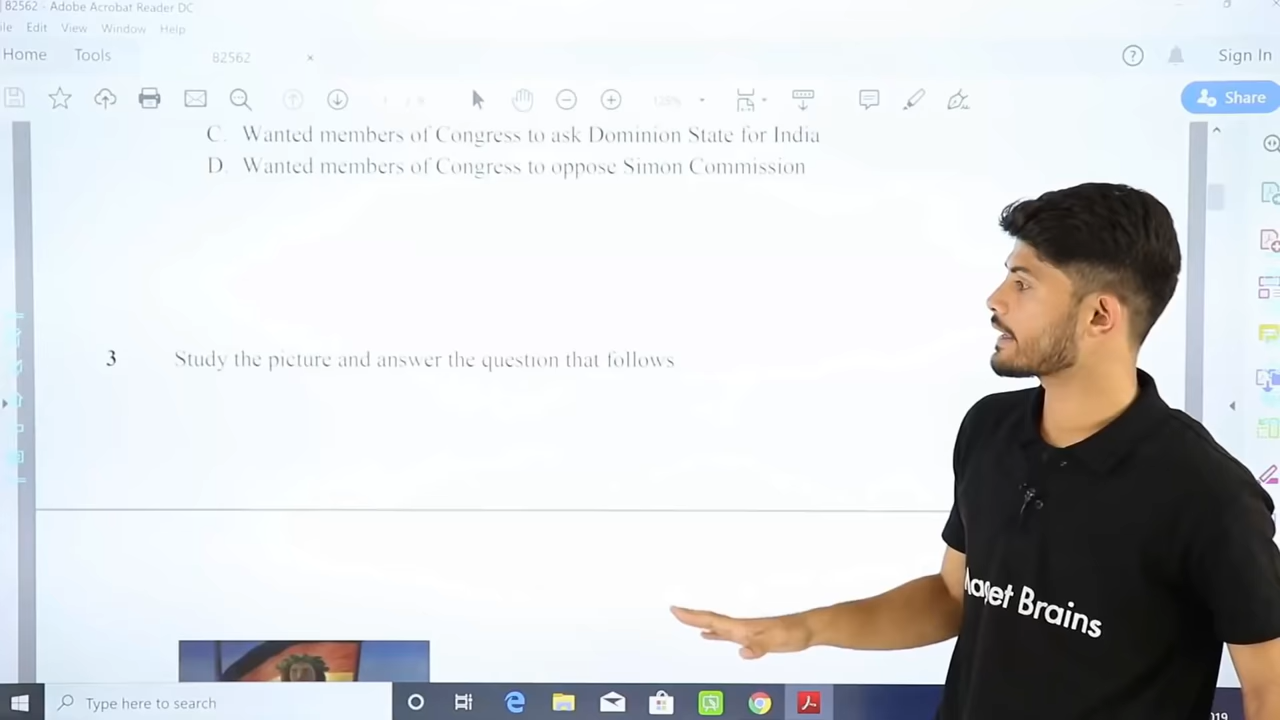 82562 - Adobe Acrobat Reader DC
Edit View Window Help
Home Tools 82562 Sign In
Share
C. Wanted members of Congress to ask Dominion State for India
D. Wanted members of Congress to oppose Simon Commission
3 Study the picture and answer the question that follows
Brains
Type here to search